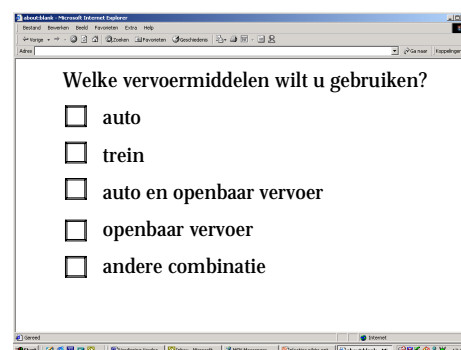 about:blank - Microsoft Internet Explorer
Bestand Bewerken Beeld Favorieten Extra Help
Vorige Zoeken Favorieten Geschiedenis
Adres Ga naar Koppelingen
Welke vervoermiddelen wilt u gebruiken?
auto
trein
auto en openbaar vervoer
openbaar vervoer
andere combinatie
Gereed Internet